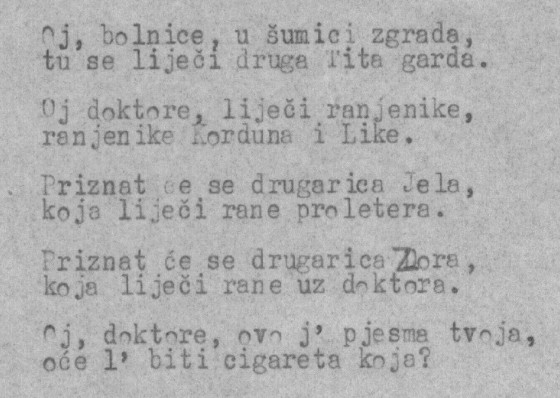 Oj, bolnice, u šumici zgrada,
tu se liječi druga Tita garda.
Oj doktore, liječi ranjenike,
ranjenike Korduna i Like.
Priznat će se drugarica Jela,
koja liječi rane proletera.
Priznat će se drugarica Zora,
koja liječi rane uz doktora.
Oj, doktore, ovo j' pjesma tvoja,
oće l' biti cigareta koja?